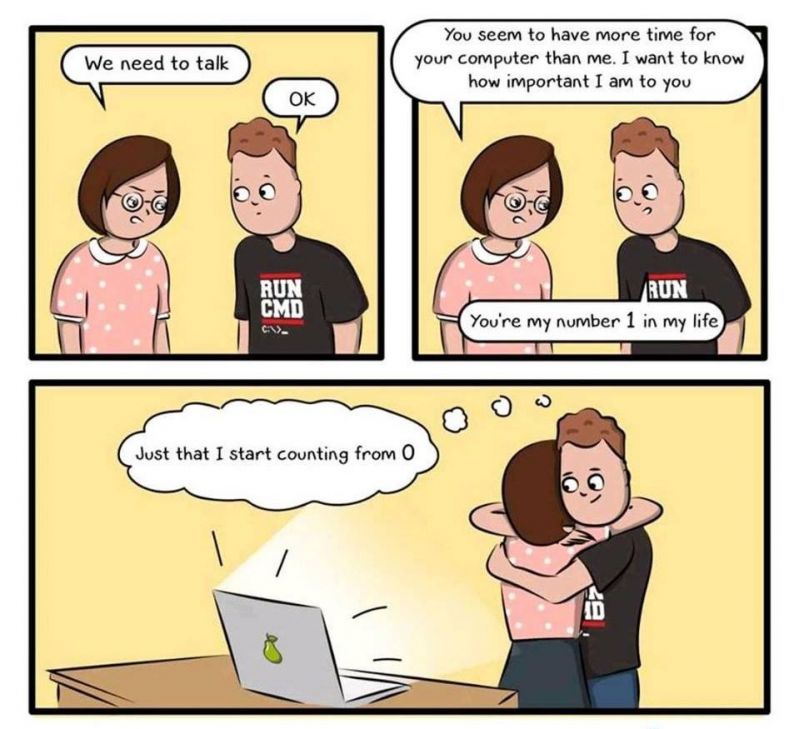 We need to talk
OK
RUN
CMD
C:\>_
You seem to have more time for
your computer than me. I want to know
how important I am to you
RUN
You're my number 1 in my life
Just that I start counting from 0
N
ID